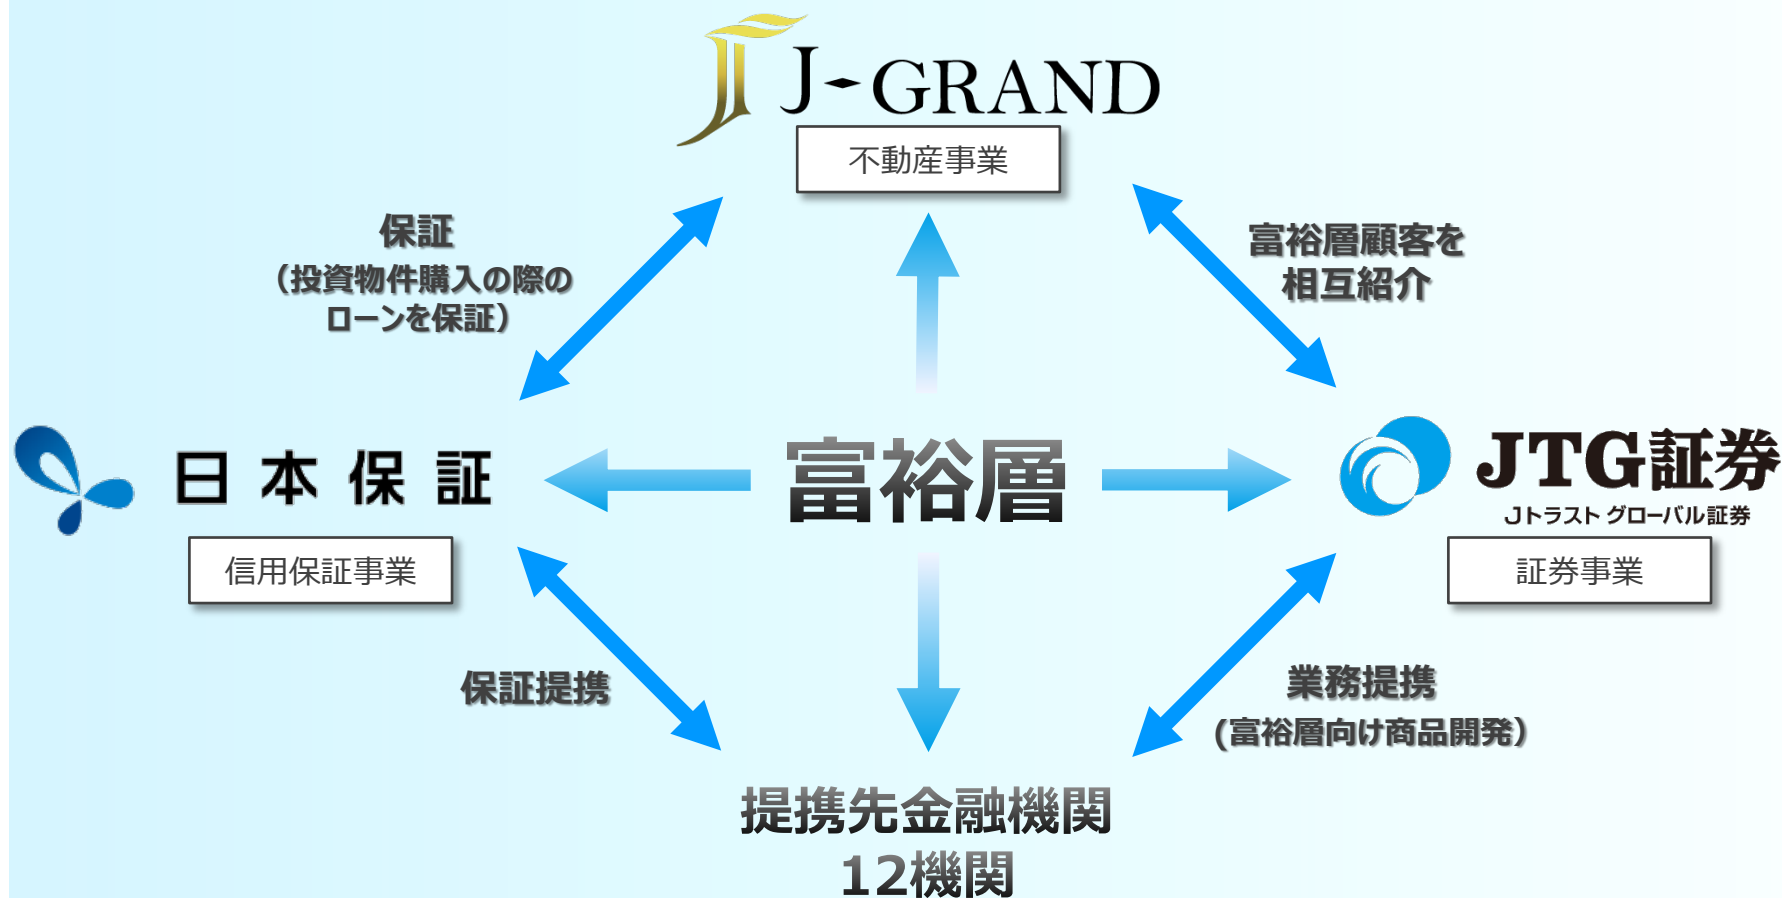 J-GRAND
不動産事業
保証
（投資物件購入の際の
ローンを保証）
富裕層顧客を
相互紹介
日本保証
信用保証事業
富裕層
JTG証券
Jトラスト グローバル証券
証券事業
保証提携
業務提携
(富裕層向け商品開発）
提携先金融機関
12機関